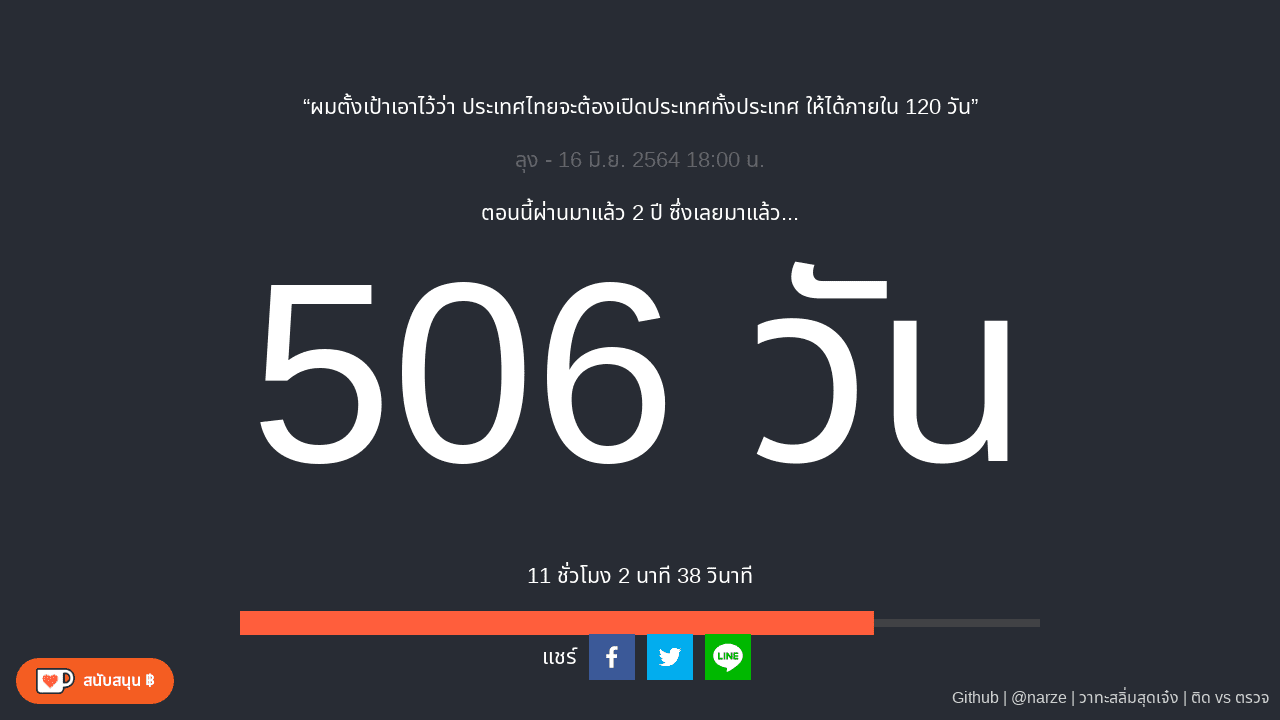 “ผมตั้งเป้าเอาไว้ว่า ประเทศไทยจะต้องเปิดประเทศทั้งประเทศ ให้ได้ภายใน 120 วัน”
ลุง - 16 มิ.ย. 2564 18:00 น.
ตอนนี้ผ่านมาแล้ว 2 ปี ซึ่งเลยมาแล้ว...
506 วัน
11 ชั่วโมง 2 นาที 38 วินาที
แชร์
LINE
สนับสนุน ฿
Github | @narze | วาทะสลิ่มสุดเจ๋ง | ติด vs ตรวจ